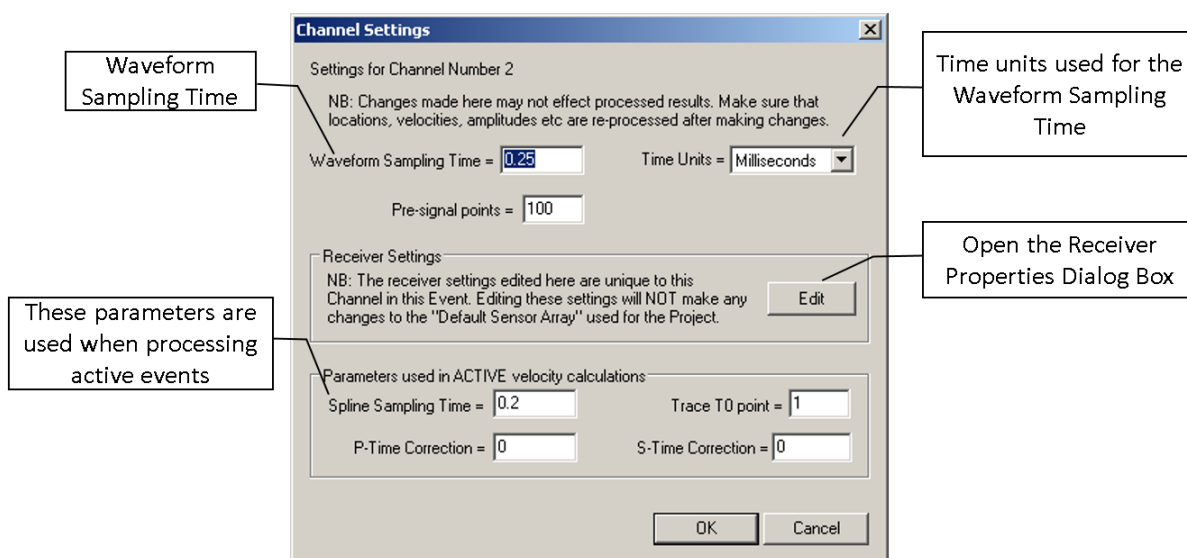 Channel Settings
Waveform
Sampling Time
Settings for Channel Number 2
NB: Changes made here may not effect processed results. Make sure that
locations, velocities, amplitudes etc are re-processed after making changes.
Time units used for the
Waveform Sampling
Time
Waveform Sampling Time = 0.25
Time Units = Milliseconds
Pre-signal points = 100
Receiver Settings
NB: The receiver settings edited here are unique to this
Channel in this Event. Editing these settings will NOT make any
changes to the "Default Sensor Array" used for the Project.
Edit
Open the Receiver
Properties Dialog Box
These parameters are
used when processing
active events
Parameters used in ACTIVE velocity calculations
Spline Sampling Time = 0.2
Trace T0 point = 1
P-Time Correction = 0
S-Time Correction = 0
OK
Cancel